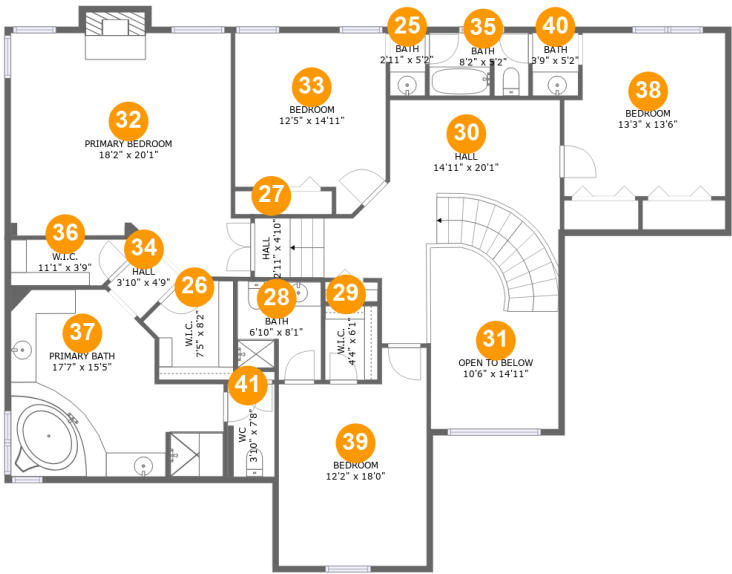 25
BATH
2'11" x 5'2"
35
BATH
8'2" x 5'2"
40
BATH
3'9" x 5'2"
32
PRIMARY BEDROOM
18'2" x 20'1"
33
BEDROOM
12'5" x 14'11"
38
BEDROOM
13'3" x 13'6"
30
HALL
14'11" x 20'1"
27
HALL
2'11" x 4'10"
36
W.I.C.
11'1" x 3'9"
34
HALL
3'10" x 4'9"
26
W.I.C.
7'5" x 8'2"
28
BATH
6'10" x 8'1"
29
W.I.C.
4'4" x 6'1"
37
PRIMARY BATH
17'7" x 15'5"
31
OPEN TO BELOW
10'6" x 14'11"
41
WC
3'10" x 7'8"
39
BEDROOM
12'2" x 18'0"